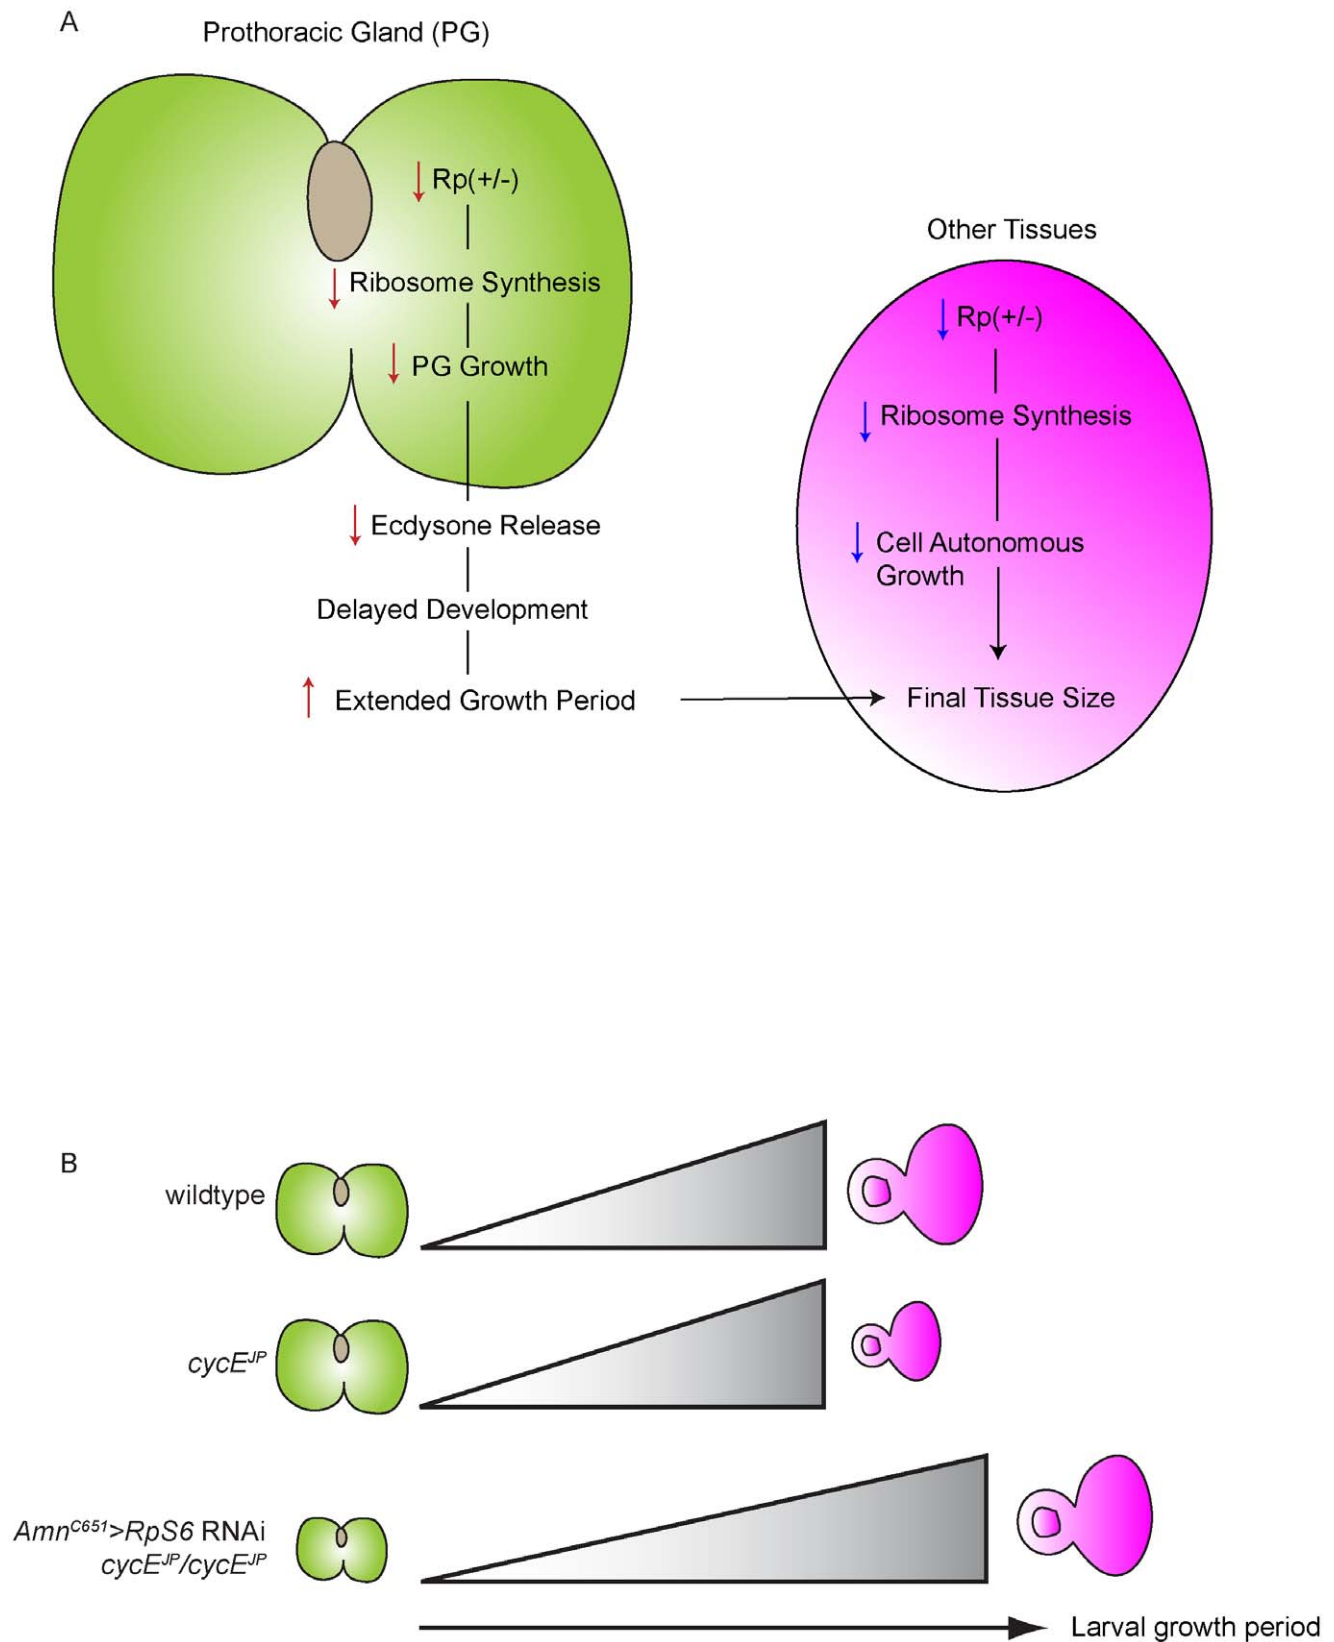 A
Prothoracic Gland (PG)
Rp(+/-)
Ribosome Synthesis
PG Growth
Ecdysone Release
Delayed Development
Extended Growth Period
Other Tissues
Rp(+/-)
Ribosome Synthesis
Cell Autonomous
Growth
Final Tissue Size
B
wildtype
cycE^JP
Amn^C651>RpS6 RNAi
cycE^JP/cycE^JP
Larval growth period